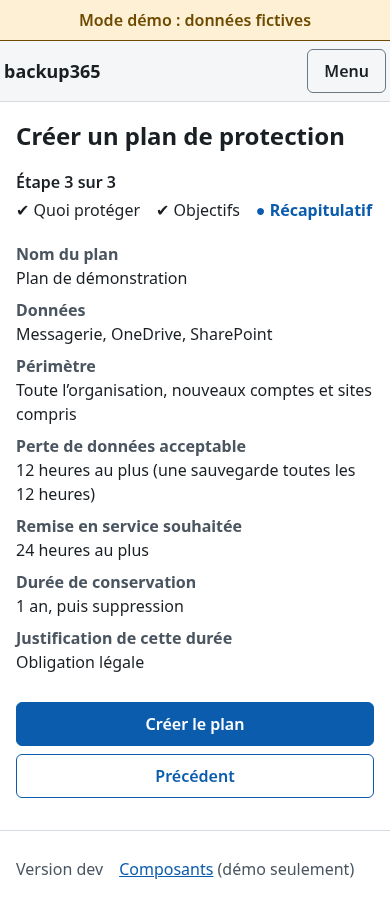 Mode démo : données fictives
backup365
Menu
Créer un plan de protection
Étape 3 sur 3
✔ Quoi protéger ✔ Objectifs ● Récapitulatif
Nom du plan
Plan de démonstration
Données
Messagerie, OneDrive, SharePoint
Périmètre
Toute l’organisation, nouveaux comptes et sites
compris
Perte de données acceptable
12 heures au plus (une sauvegarde toutes les
12 heures)
Remise en service souhaitée
24 heures au plus
Durée de conservation
1 an, puis suppression
Justification de cette durée
Obligation légale
Créer le plan
Précédent
Version dev Composants (démo seulement)